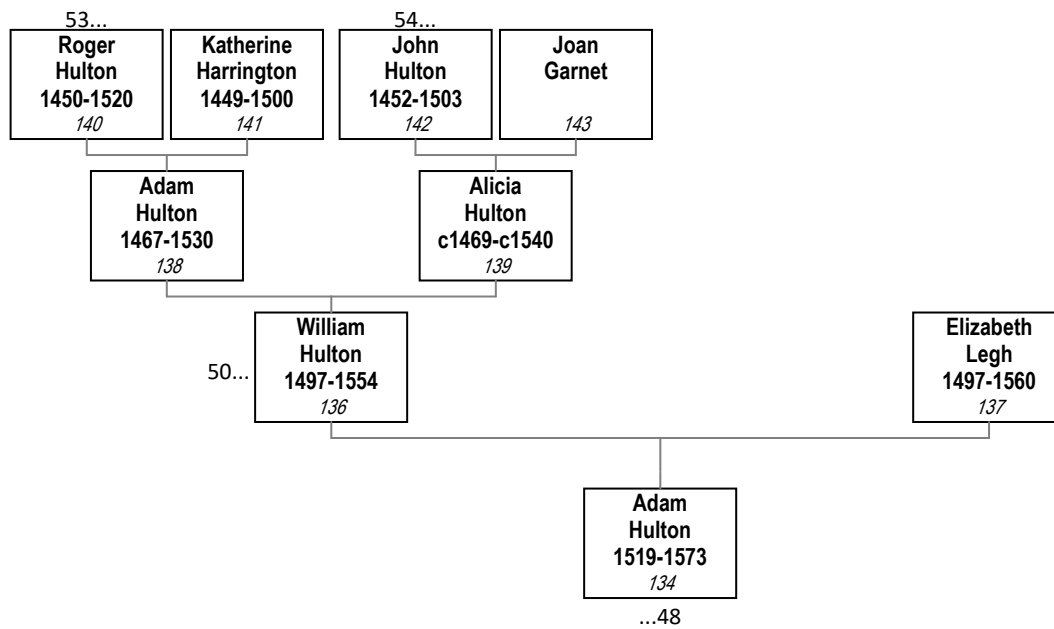 53...
54...
Roger
Hulton
1450-1520
140
Katherine
Harrington
1449-1500
141
John
Hulton
1452-1503
142
Joan
Garnet
143
Adam
Hulton
1467-1530
138
Alicia
Hulton
c1469-c1540
139
50...
William
Hulton
1497-1554
136
Elizabeth
Legh
1497-1560
137
Adam
Hulton
1519-1573
134
...48